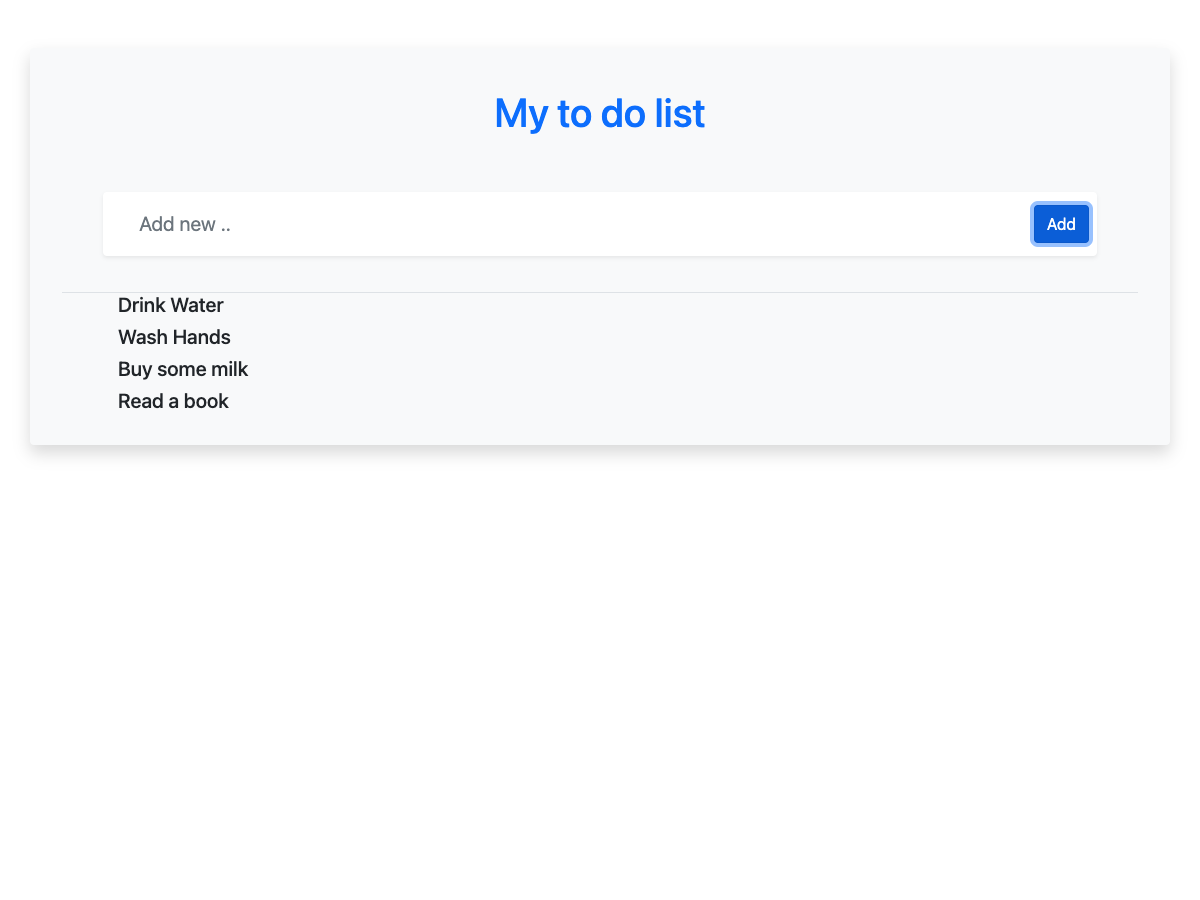 My to do list
Add new ..
Add
Drink Water
Wash Hands
Buy some milk
Read a book